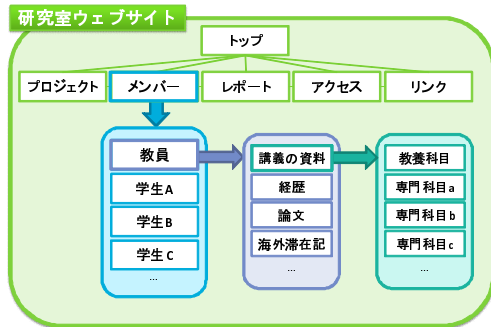 研究室ウェブサイト
トップ
プロジェクト
メンバー
レポート
アクセス
リンク
教員
学生A
学生B
学生C
...
講義の資料
経歴
論文
海外滞在記
...
教養科目
専門科目a
専門科目b
専門科目c
...